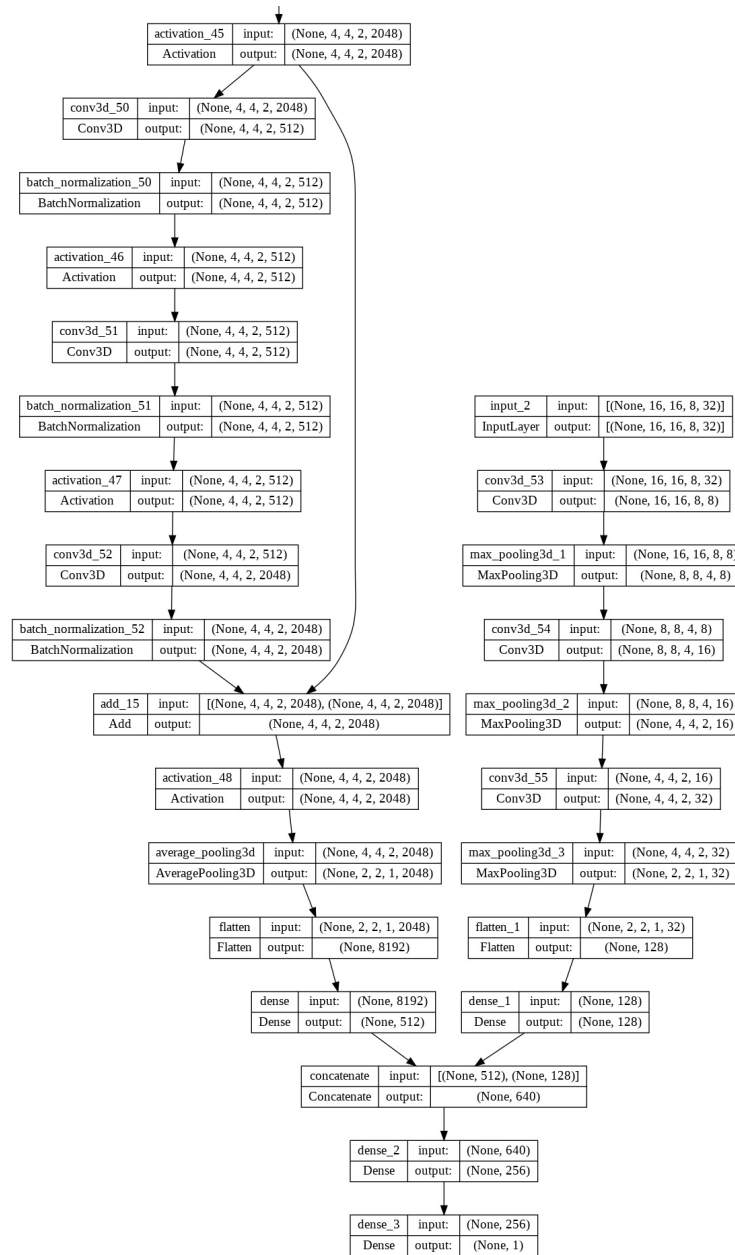 activation_45 input: (None, 4, 4, 2, 2048)
Activation output: (None, 4, 4, 2, 2048)
conv3d_50 input: (None, 4, 4, 2, 2048)
Conv3D output: (None, 4, 4, 2, 512)
batch_normalization_50 input: (None, 4, 4, 2, 512)
BatchNormalization output: (None, 4, 4, 2, 512)
activation_46 input: (None, 4, 4, 2, 512)
Activation output: (None, 4, 4, 2, 512)
conv3d_51 input: (None, 4, 4, 2, 512)
Conv3D output: (None, 4, 4, 2, 512)
batch_normalization_51 input: (None, 4, 4, 2, 512)
BatchNormalization output: (None, 4, 4, 2, 512)
activation_47 input: (None, 4, 4, 2, 512)
Activation output: (None, 4, 4, 2, 512)
conv3d_52 input: (None, 4, 4, 2, 512)
Conv3D output: (None, 4, 4, 2, 2048)
batch_normalization_52 input: (None, 4, 4, 2, 2048)
BatchNormalization output: (None, 4, 4, 2, 2048)
add_15 input: [(None, 4, 4, 2, 2048), (None, 4, 4, 2, 2048)]
Add output: (None, 4, 4, 2, 2048)
activation_48 input: (None, 4, 4, 2, 2048)
Activation output: (None, 4, 4, 2, 2048)
average_pooling3d input: (None, 4, 4, 2, 2048)
AveragePooling3D output: (None, 2, 2, 1, 2048)
flatten input: (None, 2, 2, 1, 2048)
Flatten output: (None, 8192)
dense input: (None, 8192)
Dense output: (None, 512)
input_2 input: [(None, 16, 16, 8, 32)]
InputLayer output: [(None, 16, 16, 8, 32)]
conv3d_53 input: (None, 16, 16, 8, 32)
Conv3D output: (None, 16, 16, 8, 8)
max_pooling3d_1 input: (None, 16, 16, 8, 8)
MaxPooling3D output: (None, 8, 8, 4, 8)
conv3d_54 input: (None, 8, 8, 4, 8)
Conv3D output: (None, 8, 8, 4, 16)
max_pooling3d_2 input: (None, 8, 8, 4, 16)
MaxPooling3D output: (None, 4, 4, 2, 16)
conv3d_55 input: (None, 4, 4, 2, 16)
Conv3D output: (None, 4, 4, 2, 32)
max_pooling3d_3 input: (None, 4, 4, 2, 32)
MaxPooling3D output: (None, 2, 2, 1, 32)
flatten_1 input: (None, 2, 2, 1, 32)
Flatten output: (None, 128)
dense_1 input: (None, 128)
Dense output: (None, 128)
concatenate input: [(None, 512), (None, 128)]
Concatenate output: (None, 640)
dense_2 input: (None, 640)
Dense output: (None, 256)
dense_3 input: (None, 256)
Dense output: (None, 1)